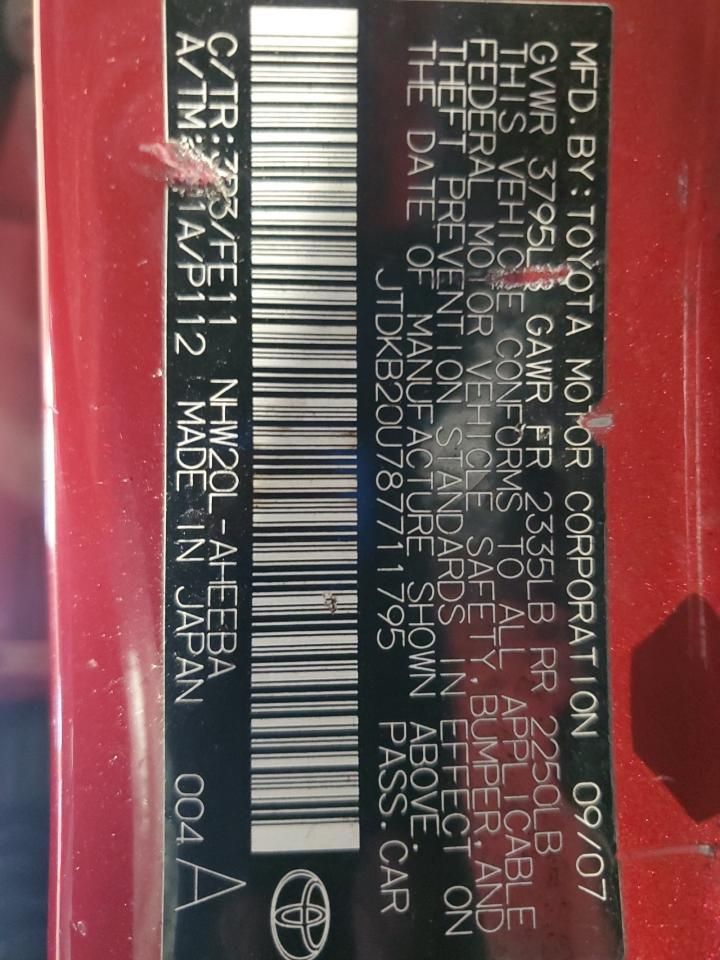 MFD. BY: TOYOTA MOTOR CORPORATION 09/07
GVWR GAWR FR 2335LB RR 2250LB
THIS VEHICLE CONFORMS TO ALL APPLICABLE
FEDERAL MOTOR VEHICLE SAFETY, BUMPER, AND
THEFT PREVENTION STANDARDS IN EFFECT ON
THE DATE OF MANUFACTURE SHOWN ABOVE.
JTDKB20U787711795 PASS. CAR
C/TR: NHW20L-AHEEBA
A/TM: MADE IN JAPAN 004 A